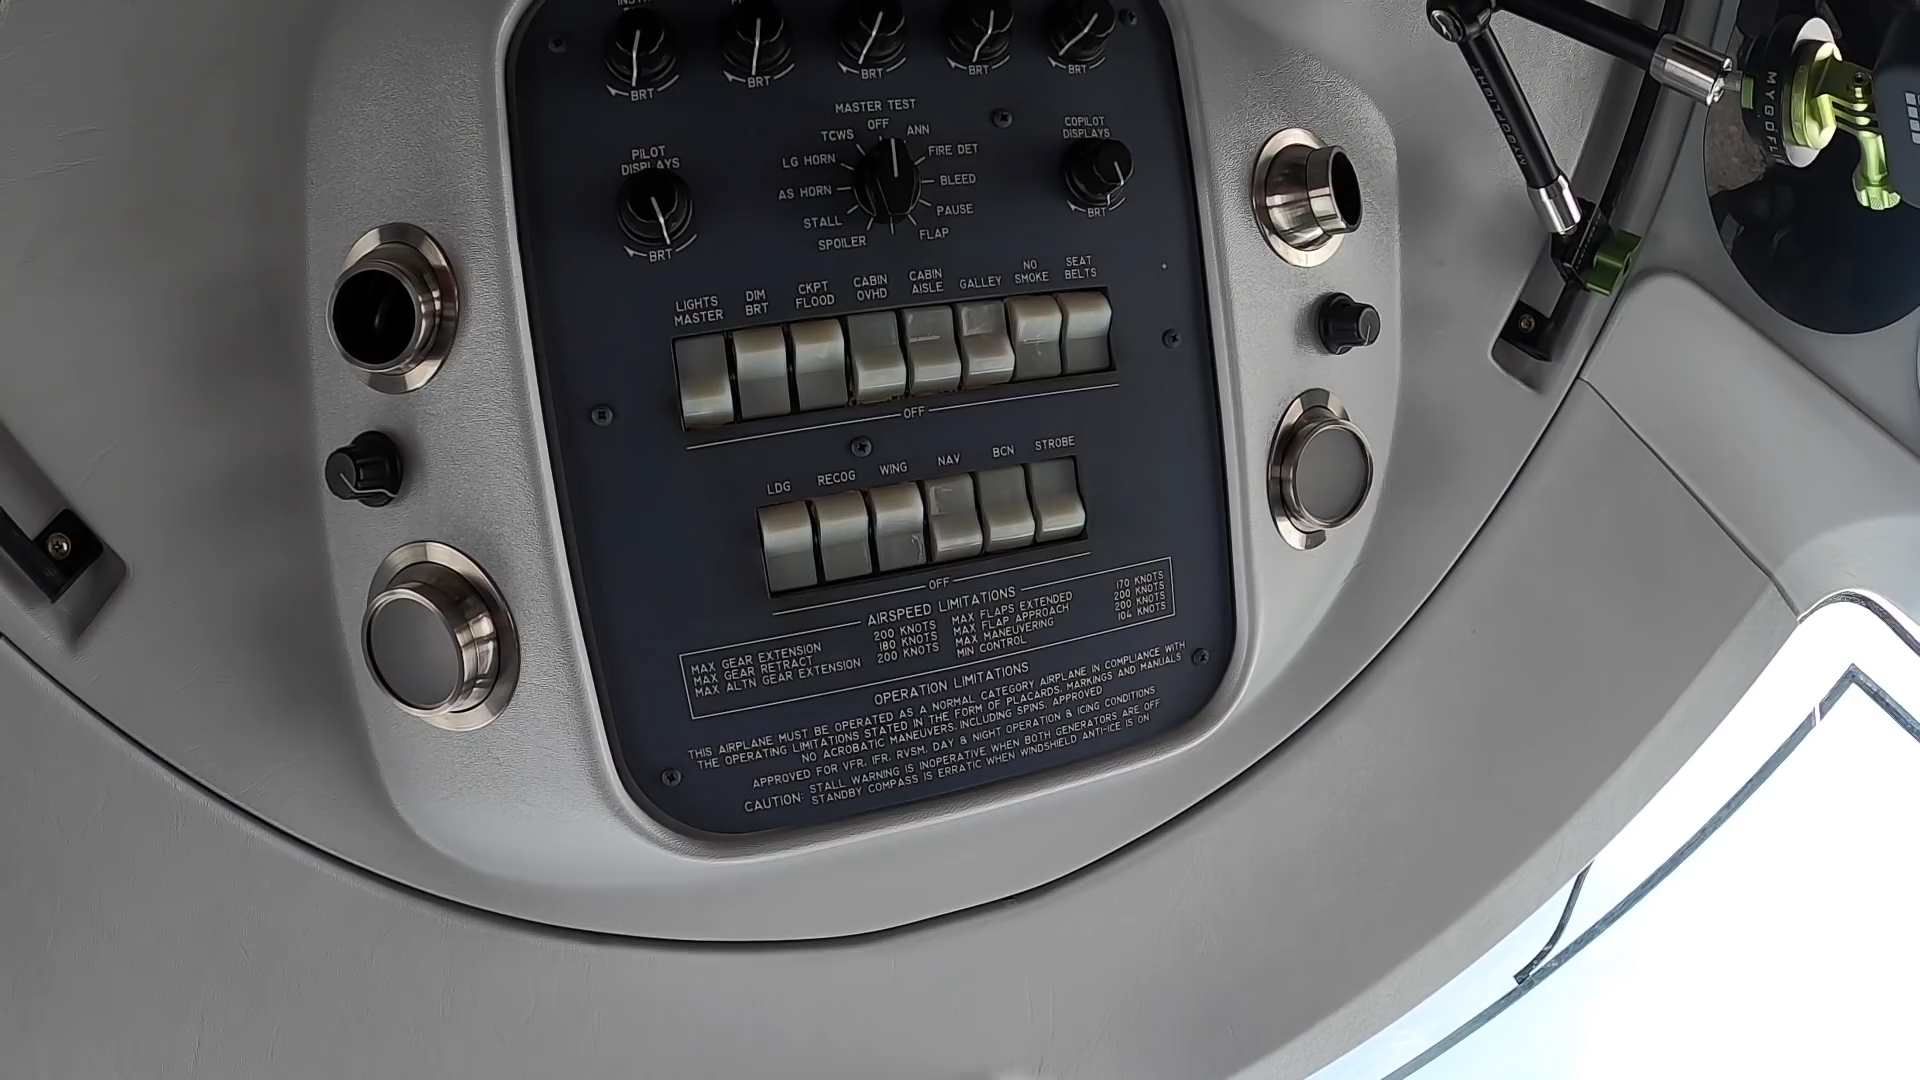 BRT BRT BRT BRT BRT
MASTER TEST
OFF
TCWS ANN
LG HORN FIRE DET
AS HORN BLEED
STALL PAUSE
SPOILER FLAP
PILOT
DISPLAYS
BRT
COPILOT
DISPLAYS
BRT
LIGHTS
MASTER
DIM
BRT
CKPT
FLOOD
CABIN
OVHD
CABIN
AISLE
GALLEY
NO
SMOKE
SEAT
BELTS
OFF
LDG RECOG WING NAV BCN STROBE
OFF
AIRSPEED LIMITATIONS
MAX GEAR EXTENSION 200 KNOTS MAX FLAPS EXTENDED 170 KNOTS
MAX GEAR RETRACT 180 KNOTS MAX FLAP APPROACH 200 KNOTS
MAX ALTN GEAR EXTENSION 200 KNOTS MAX MANEUVERING 200 KNOTS
MIN CONTROL 104 KNOTS
OPERATION LIMITATIONS
THIS AIRPLANE MUST BE OPERATED AS A NORMAL CATEGORY AIRPLANE IN COMPLIANCE WITH
THE OPERATING LIMITATIONS STATED IN THE FORM OF PLACARDS, MARKINGS AND MANUALS
NO ACROBATIC MANEUVERS, INCLUDING SPINS, APPROVED
APPROVED FOR VFR, IFR, RVSM, DAY & NIGHT OPERATION & ICING CONDITIONS
CAUTION: STALL WARNING IS INOPERATIVE WHEN BOTH GENERATORS ARE OFF
STANDBY COMPASS IS ERRATIC WHEN WINDSHIELD ANTI-ICE IS ON
MYGOFLIGHT